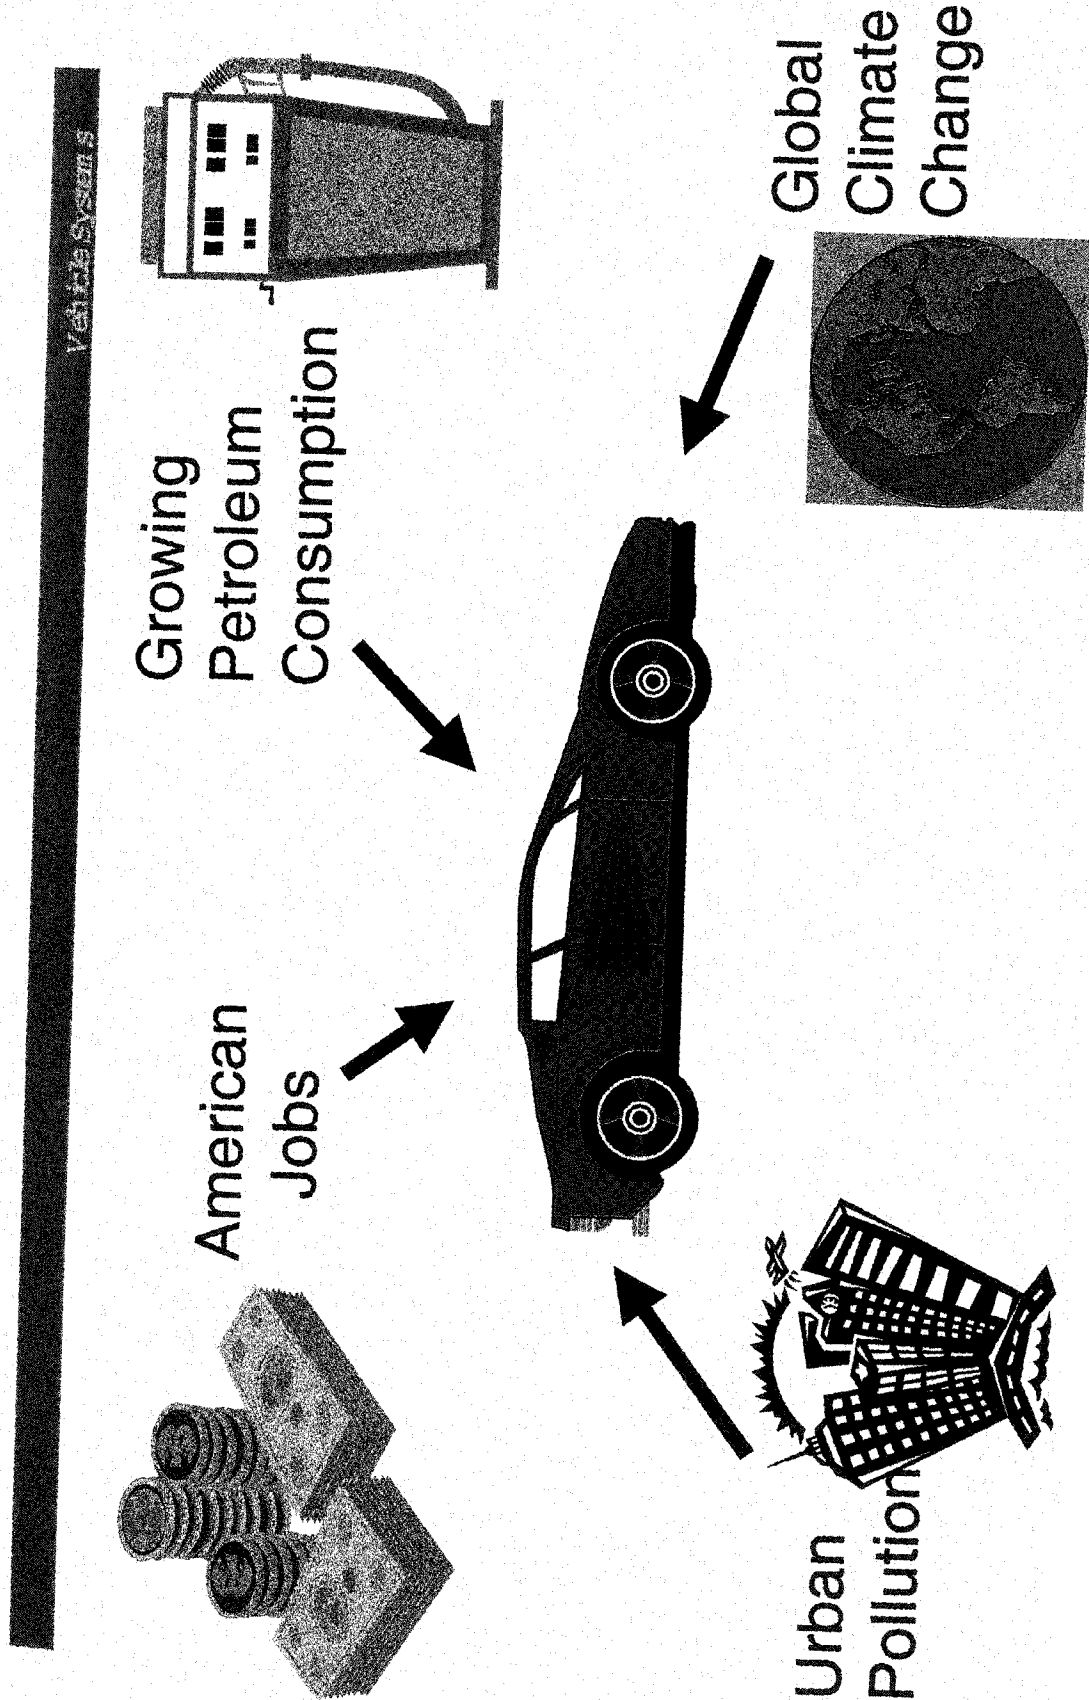 Vehicle Systems
American
Jobs
Growing
Petroleum
Consumption
Urban
Pollution
Global
Climate
Change